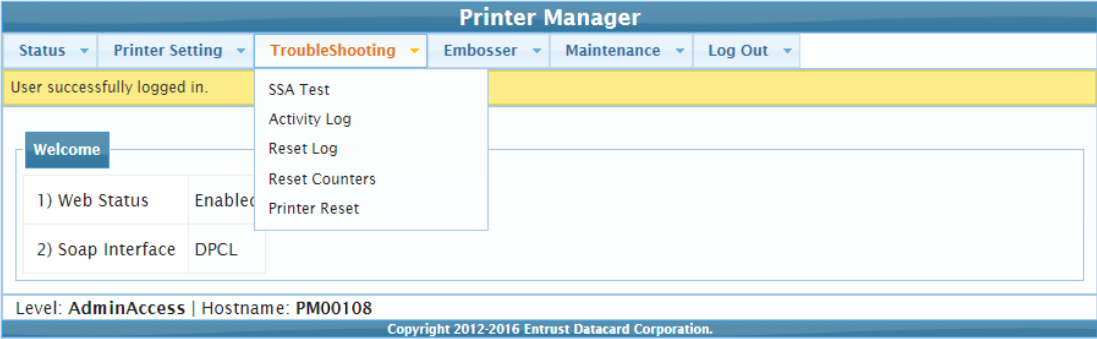 Printer Manager
Status Printer Setting TroubleShooting Embosser Maintenance Log Out
User successfully logged in.
SSA Test
Activity Log
Reset Log
Reset Counters
Printer Reset
Welcome
1) Web Status Enabled
2) Soap Interface DPCL
Level: AdminAccess | Hostname: PM00108
Copyright 2012-2016 Entrust Datacard Corporation.